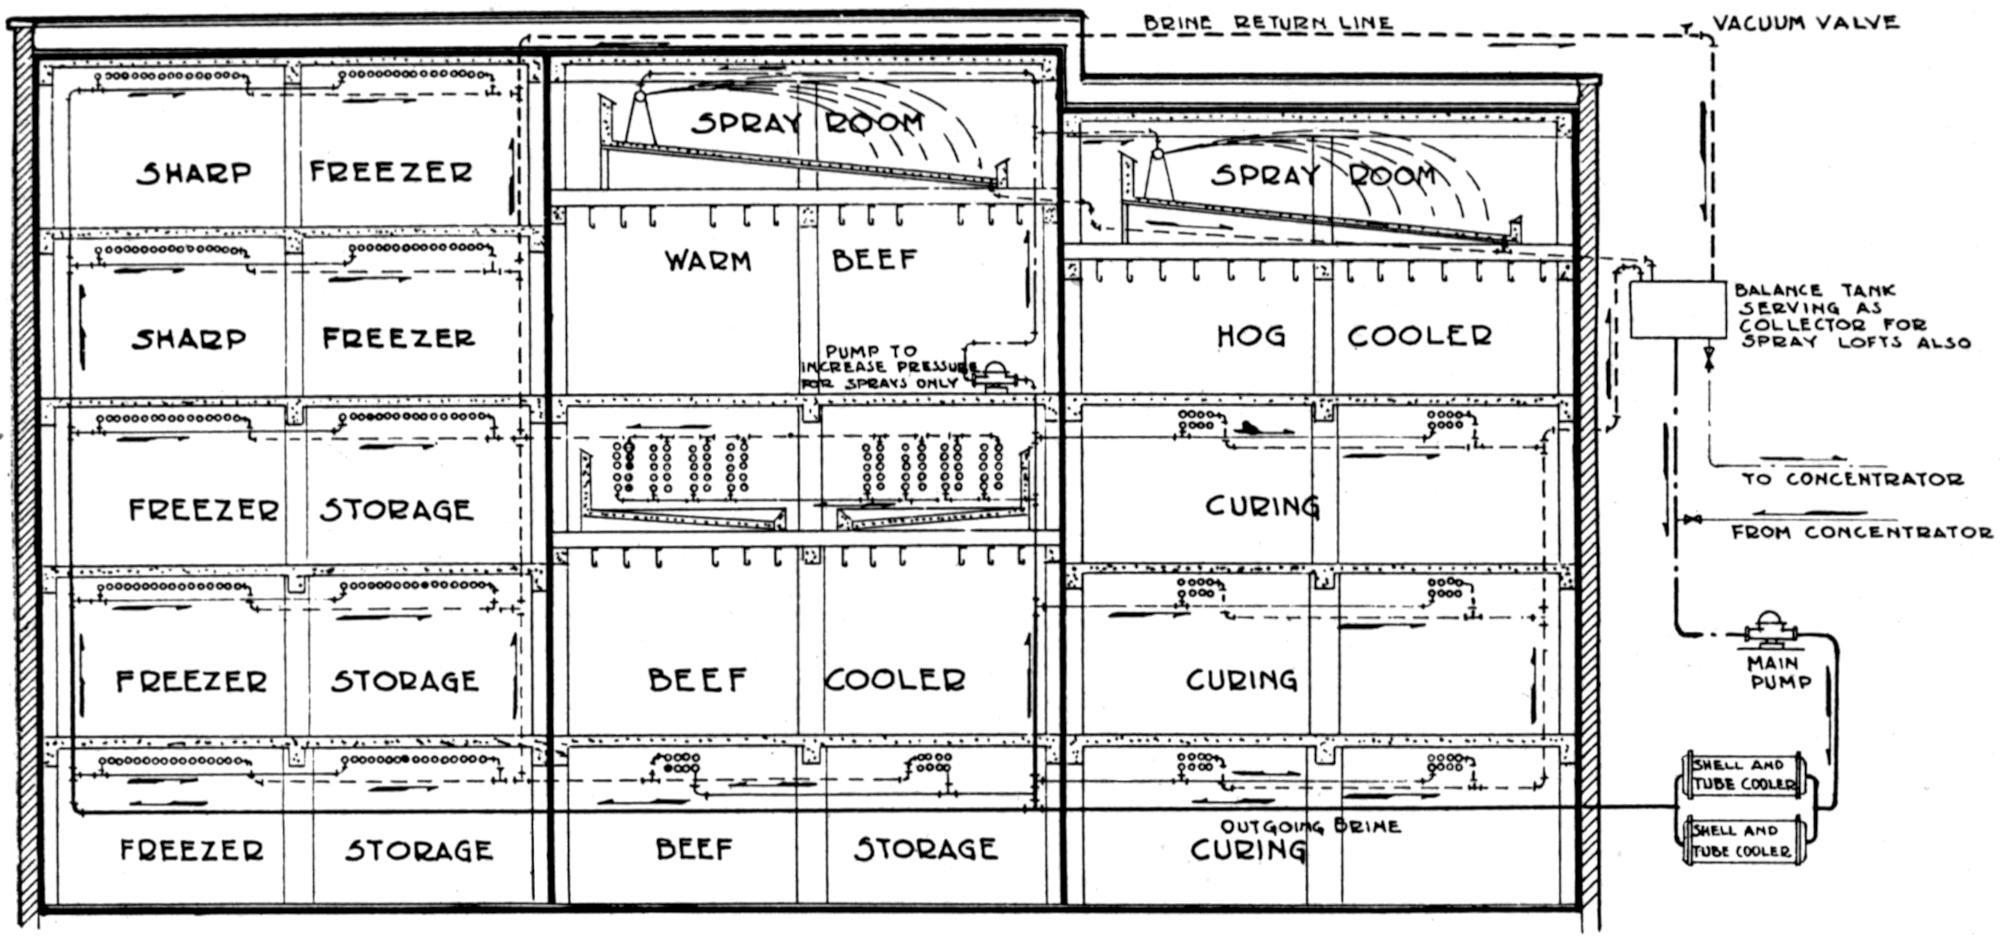 BRINE RETURN LINE
VACUUM VALVE
SPRAY ROOM
SHARP FREEZER
SPRAY ROOM
WARM BEEF
BALANCE TANK
SERVING AS
COLLECTOR FOR
SPRAY LOFTS ALSO
SHARP FREEZER
HOG COOLER
PUMP TO
INCREASE PRESSURE
FOR SPRAYS ONLY
TO CONCENTRATOR
FREEZER STORAGE
CURING
FROM CONCENTRATOR
FREEZER STORAGE
BEEF COOLER
CURING
MAIN
PUMP
SHELL AND
TUBE COOLER
SHELL AND
TUBE COOLER
OUTGOING BRINE
FREEZER STORAGE
BEEF STORAGE
CURING